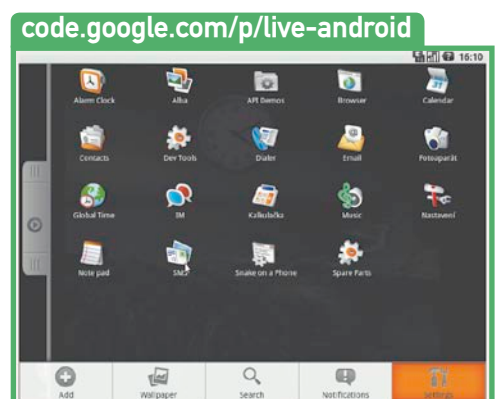 code.google.com/p/live-android
16:10
Alarm Clock Alba API Demos Browser Calendar
Contacts Dev Tools Dialer Email Fotoaparát
Global Time IM Kalkulačka Music Nastavení
Note pad SMS Snake on a Phone Spare Parts
Add Wallpaper Search Notifications Settings